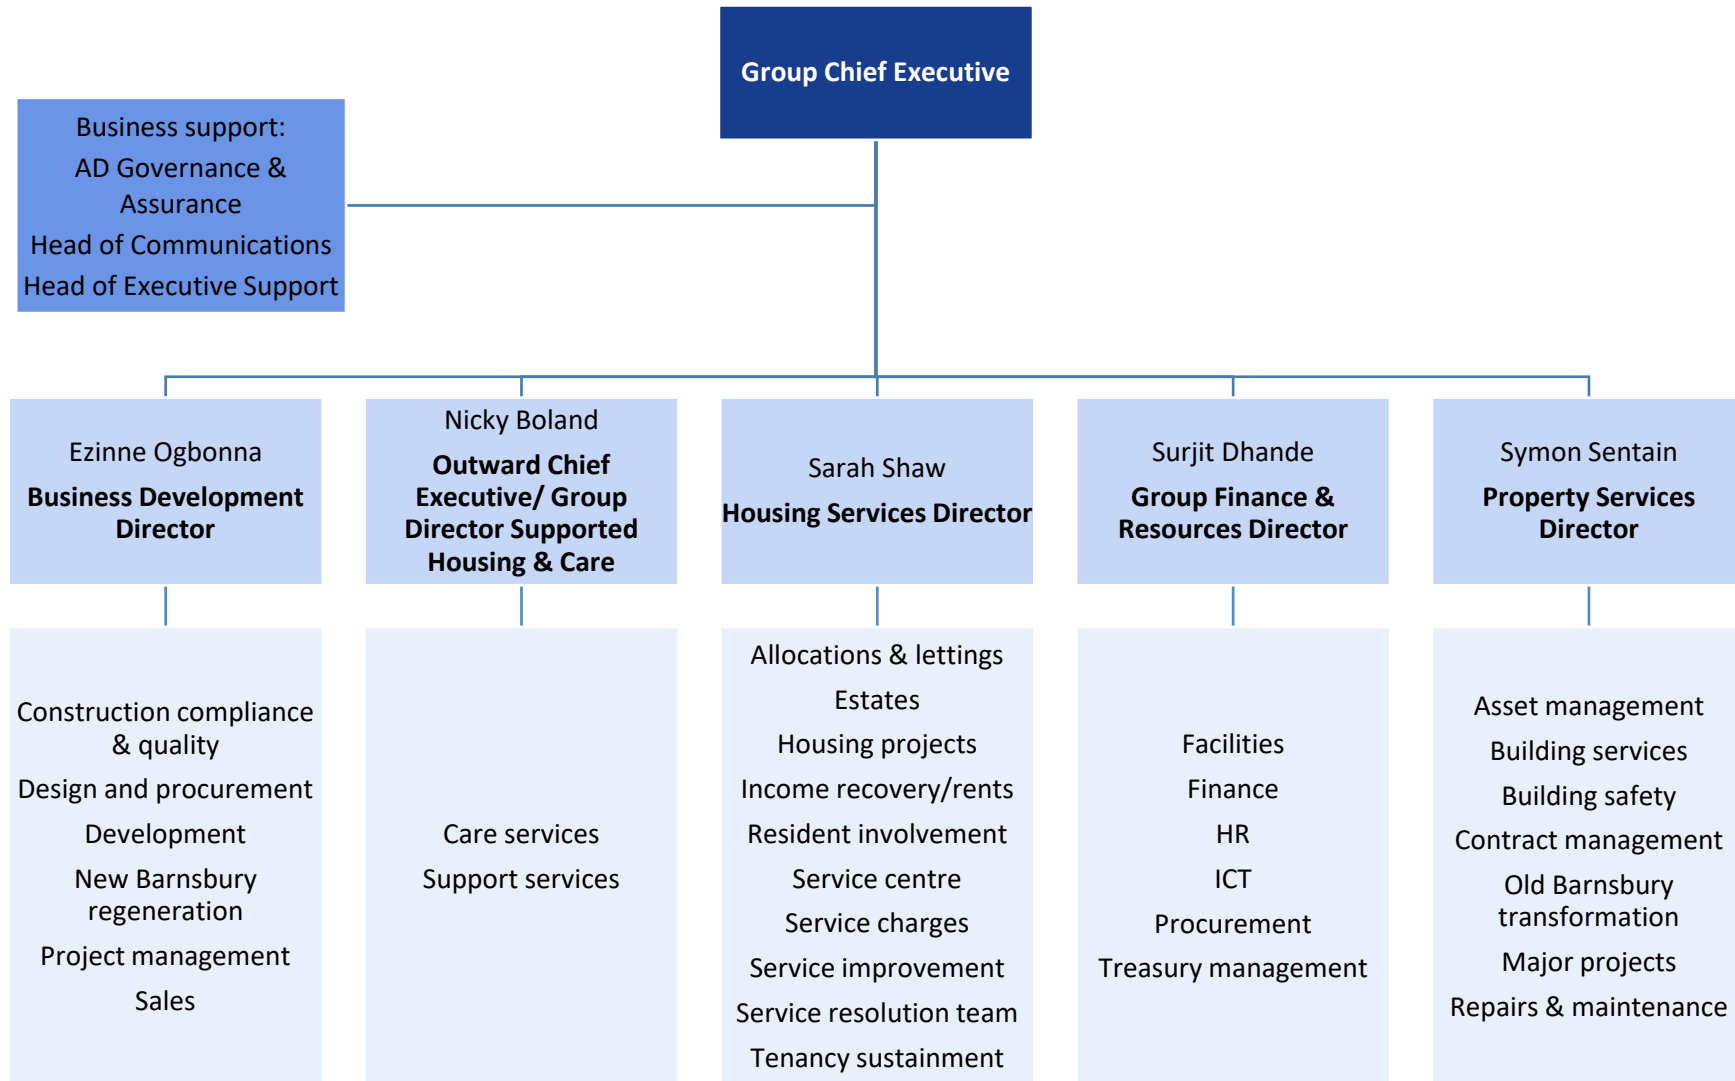 Group Chief Executive
Business support:
AD Governance &
Assurance
Head of Communications
Head of Executive Support
Ezinne Ogbonna
Business Development
Director
Nicky Boland
Outward Chief
Executive/ Group
Director Supported
Housing & Care
Sarah Shaw
Housing Services Director
Surjit Dhande
Group Finance &
Resources Director
Symon Sentain
Property Services
Director
Construction compliance
& quality
Design and procurement
Development
New Barnsbury
regeneration
Project management
Sales
Care services
Support services
Allocations & lettings
Estates
Housing projects
Income recovery/rents
Resident involvement
Service centre
Service charges
Service improvement
Service resolution team
Tenancy sustainment
Facilities
Finance
HR
ICT
Procurement
Treasury management
Asset management
Building services
Building safety
Contract management
Old Barnsbury
transformation
Major projects
Repairs & maintenance